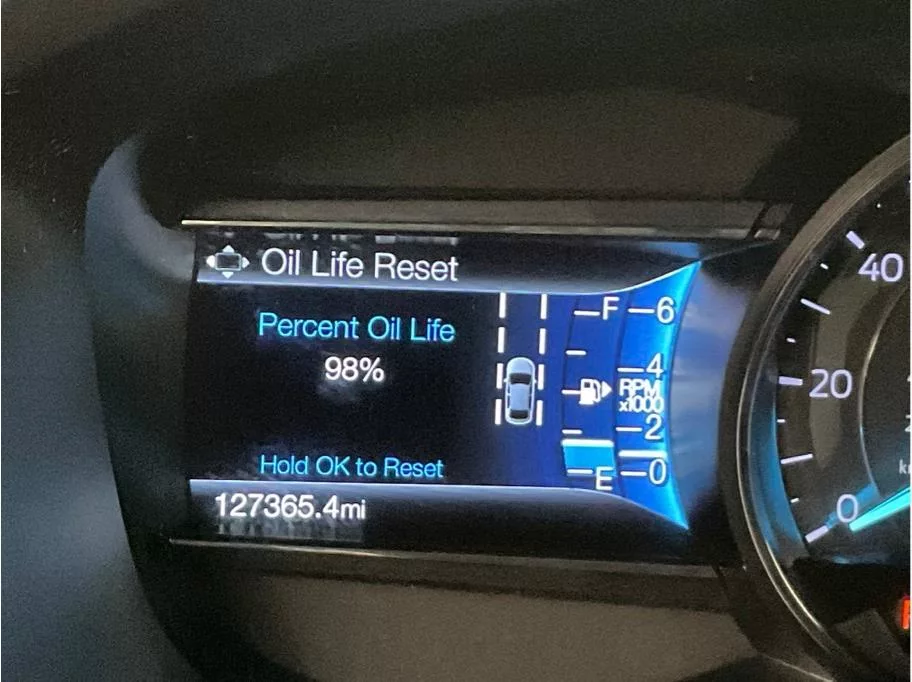 Oil Life Reset
Percent Oil Life
98%
Hold OK to Reset
127365.4mi
F
E
6
4
RPM
x1000
2
0
40
20
0